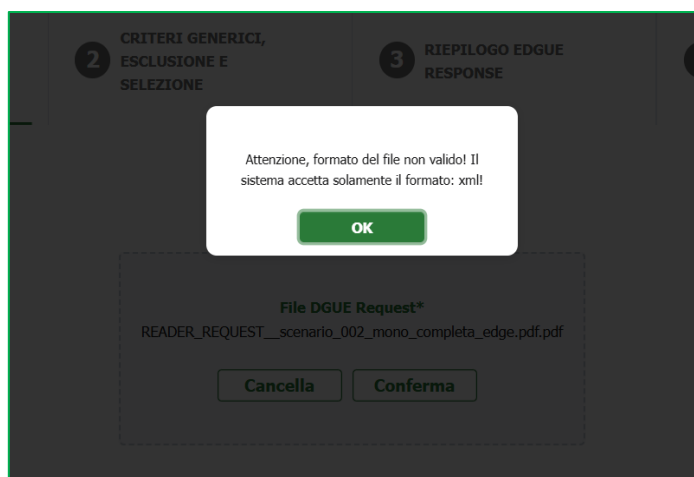 2
CRITERI GENERICI,
ESCLUSIONE E
SELEZIONE
3
RIEPILOGO EDGUE
RESPONSE
Attenzione, formato del file non valido! Il
sistema accetta solamente il formato: xml!
OK
File DGUE Request*
READER_REQUEST__scenario_002_mono_completa_edge.pdf.pdf
Cancella
Conferma